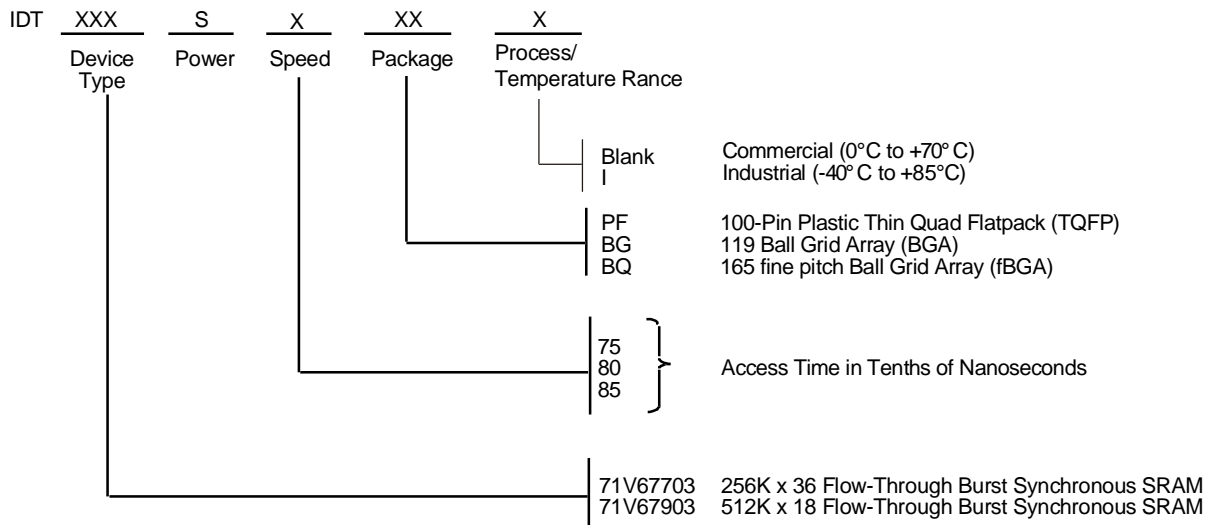 IDT XXX S X XX X
Device Type Power Speed Package Process/ Temperature Rance
Blank Commercial (0°C to +70°C)
I Industrial (-40°C to +85°C)
PF 100-Pin Plastic Thin Quad Flatpack (TQFP)
BG 119 Ball Grid Array (BGA)
BQ 165 fine pitch Ball Grid Array (fBGA)
75
80 Access Time in Tenths of Nanoseconds
85
71V67703 256K x 36 Flow-Through Burst Synchronous SRAM
71V67903 512K x 18 Flow-Through Burst Synchronous SRAM